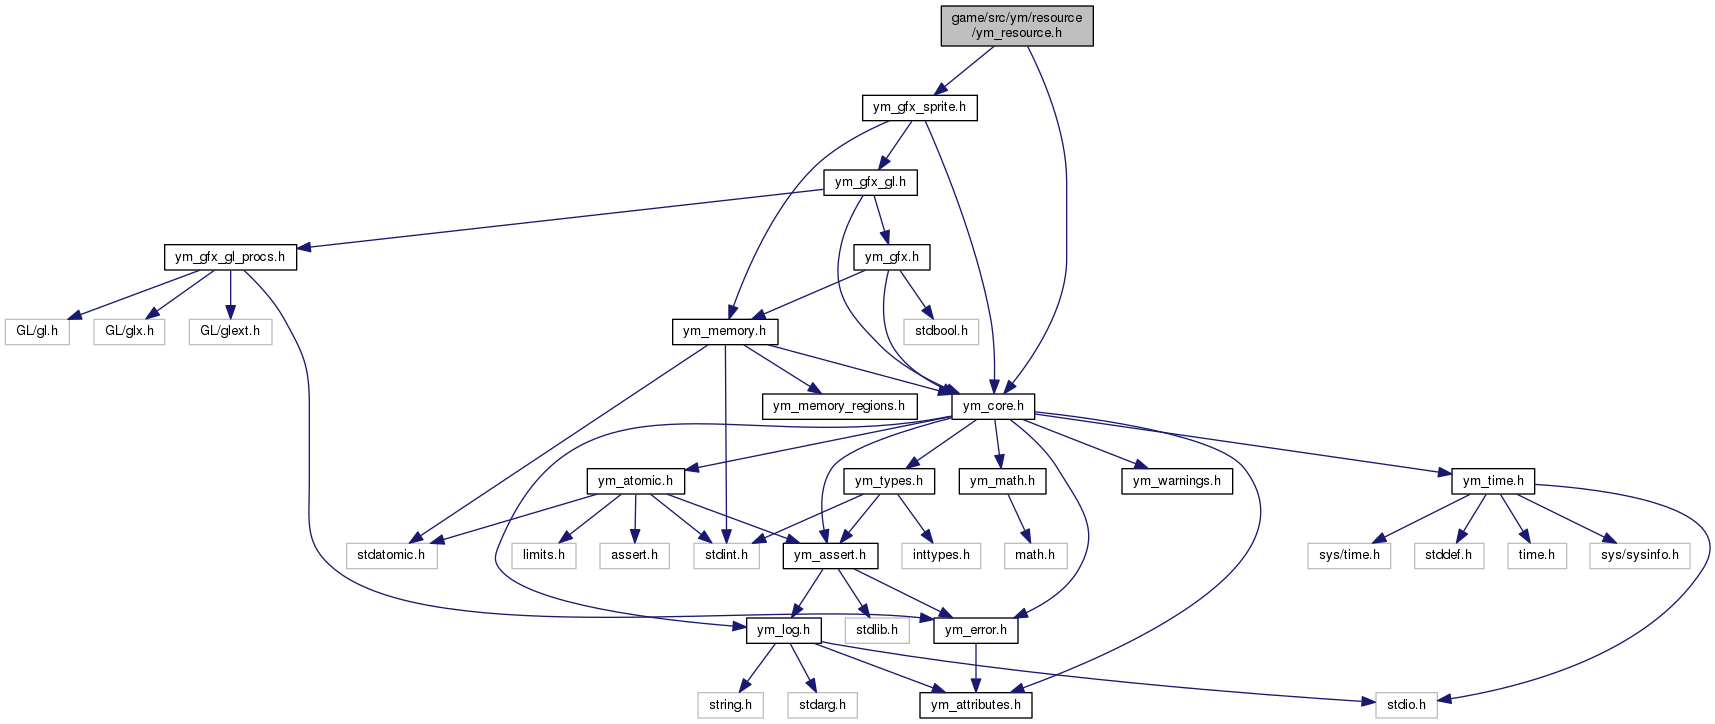 game/src/ym/resource
/ym_resource.h
ym_gfx_sprite.h
ym_gfx_gl.h
ym_gfx_gl_procs.h
ym_gfx.h
GL/gl.h
GL/glx.h
GL/glext.h
ym_memory.h
stdbool.h
ym_memory_regions.h
ym_core.h
ym_atomic.h
ym_types.h
ym_math.h
ym_warnings.h
ym_time.h
stdatomic.h
limits.h
assert.h
stdint.h
ym_assert.h
inttypes.h
math.h
sys/time.h
stddef.h
time.h
sys/sysinfo.h
ym_log.h
stdlib.h
ym_error.h
string.h
stdarg.h
ym_attributes.h
stdio.h